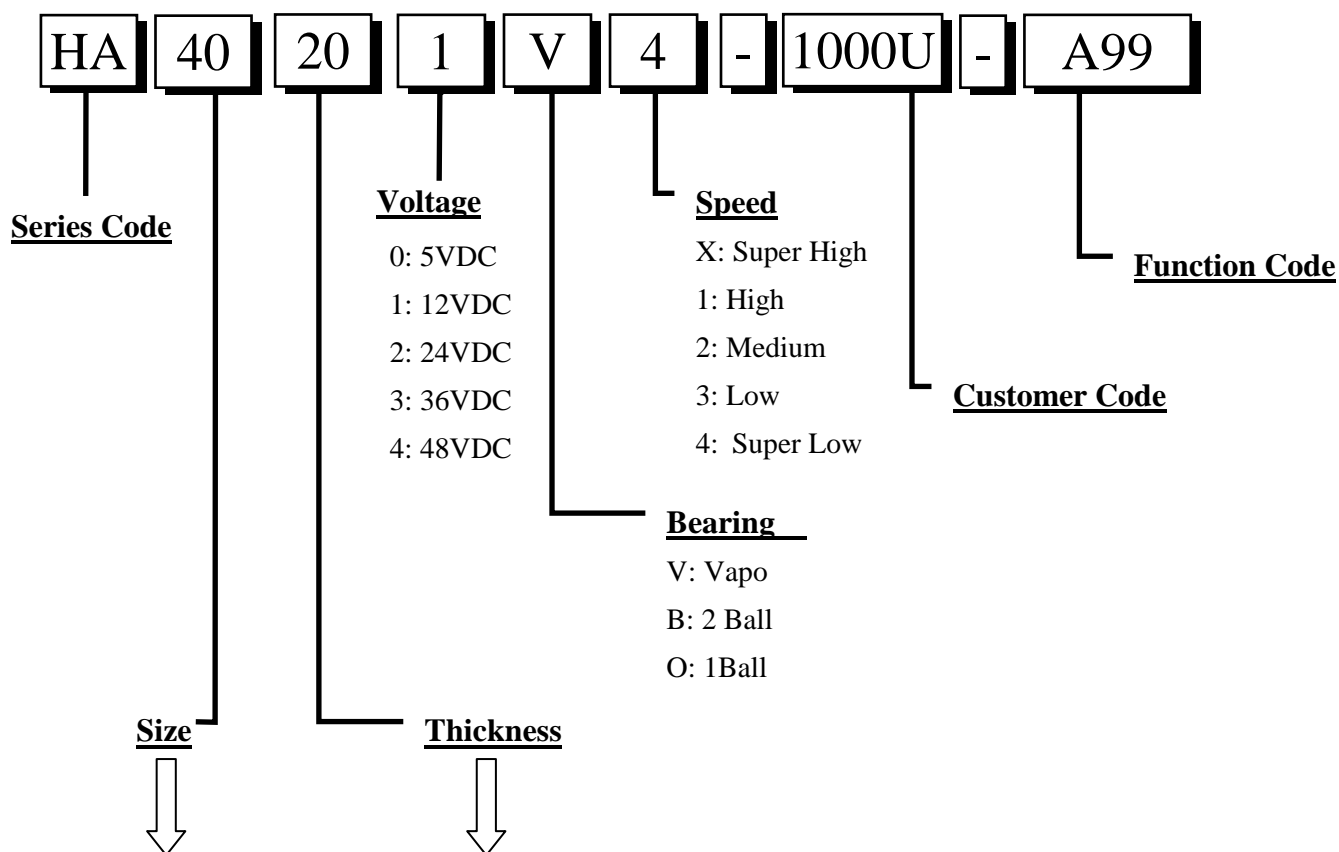 HA 40 20 1 V 4 - 1000U - A99
Series Code
Voltage
0: 5VDC
1: 12VDC
2: 24VDC
3: 36VDC
4: 48VDC
Speed
X: Super High
1: High
2: Medium
3: Low
4: Super Low
Function Code
Customer Code
Bearing
V: Vapo
B: 2 Ball
O: 1Ball
Size
Thickness